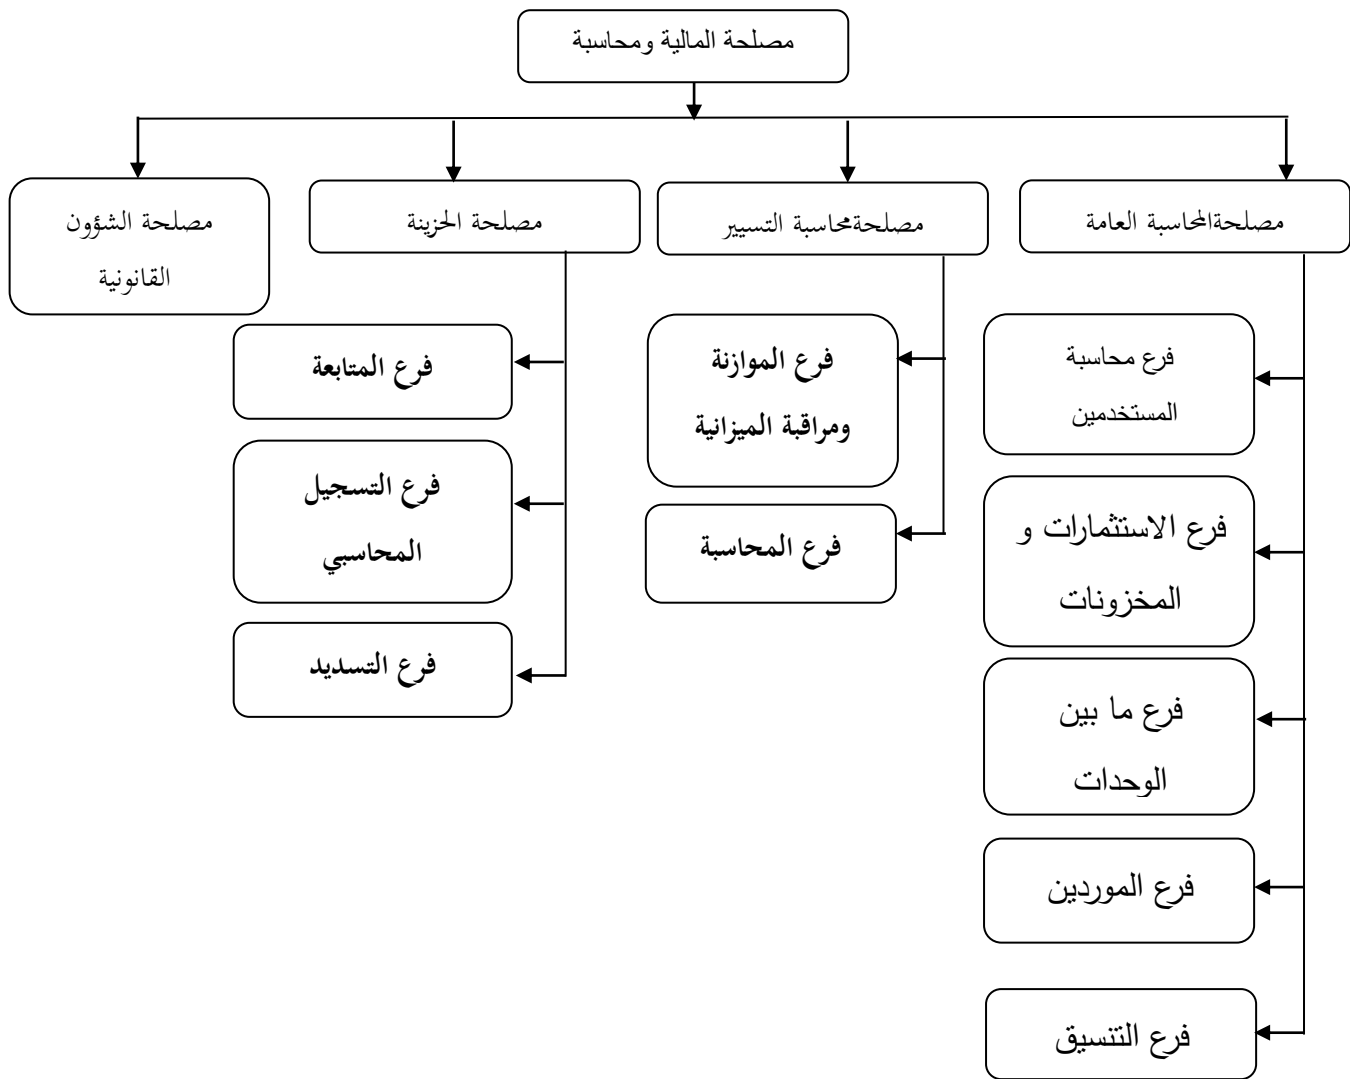 مصلحة المالية ومحاسبة
مصلحةالمحاسبة العامة
مصلحةمحاسبة التسيير
مصلحة الخزينة
مصلحة الشؤون
القانونية
فرع محاسبة
المستخدمين
فرع الاستثمارات و
المخزونات
فرع ما بين
الوحدات
فرع الموردين
فرع التنسيق
فرع الموازنة
ومراقبة الميزانية
فرع المحاسبة
فرع المتابعة
فرع التسجيل
المحاسبي
فرع التسديد